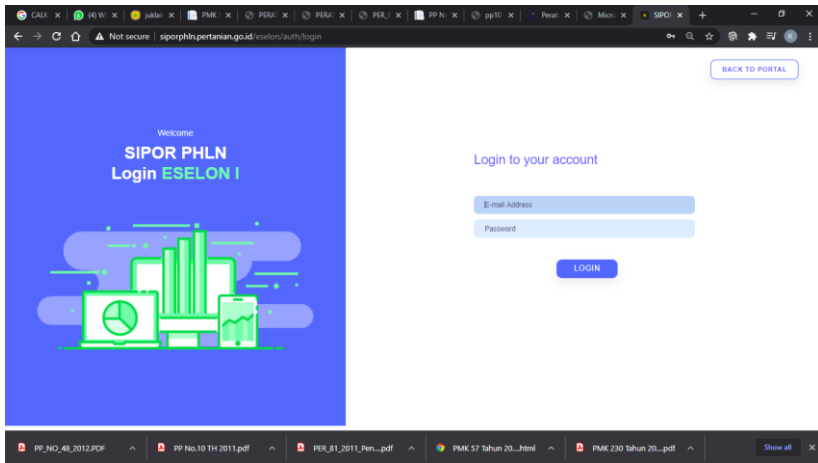 CALK
(4) W
juklak
PMK
PERA
PERA
PER_
PP N
pp10
Perat
Micro
SIPOR
Not secure | siporphln.pertanian.go.id/eselon/auth/login
K
BACK TO PORTAL
Welcome
SIPOR PHLN
Login ESELON I
Login to your account
E-mail Address
Password
LOGIN
PP_NO_48_2012.PDF
PP No.10 TH 2011.pdf
PER_81_2011_Pen....pdf
PMK 57 Tahun 20....html
PMK 230 Tahun 20....pdf
Show all